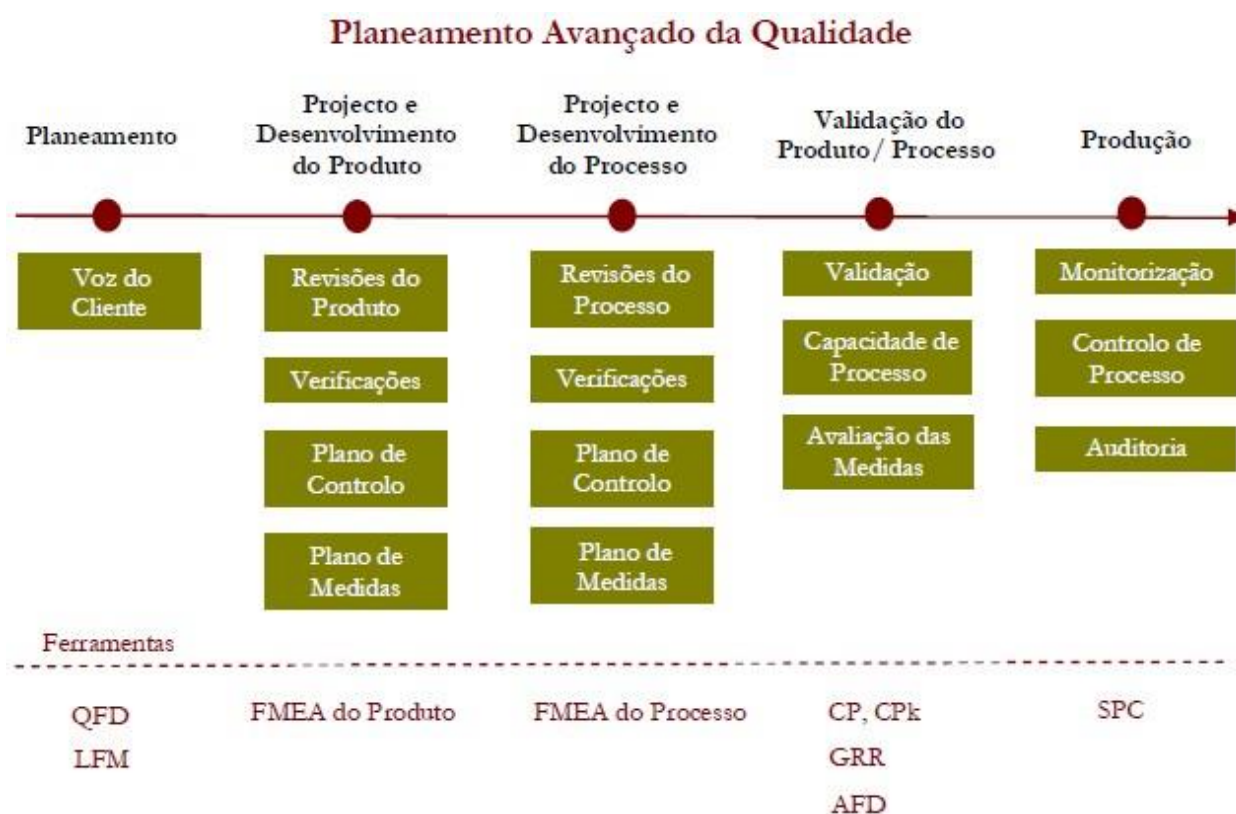 Planeamento Avançado da Qualidade
Planeamento
Projecto e
Desenvolvimento
do Produto
Projecto e
Desenvolvimento
do Processo
Validação do
Produto/ Processo
Produção
Voz do
Cliente
Revisões do
Produto
Verificações
Plano de
Controlo
Plano de
Medidas
Revisões do
Processo
Verificações
Plano de
Controlo
Plano de
Medidas
Validação
Capacidade de
Processo
Avaliação das
Medidas
Monitorização
Controlo de
Processo
Auditoria
Ferramentas
QFD
LFM
FMEA do Produto
FMEA do Processo
CP, CPk
GRR
AFD
SPC